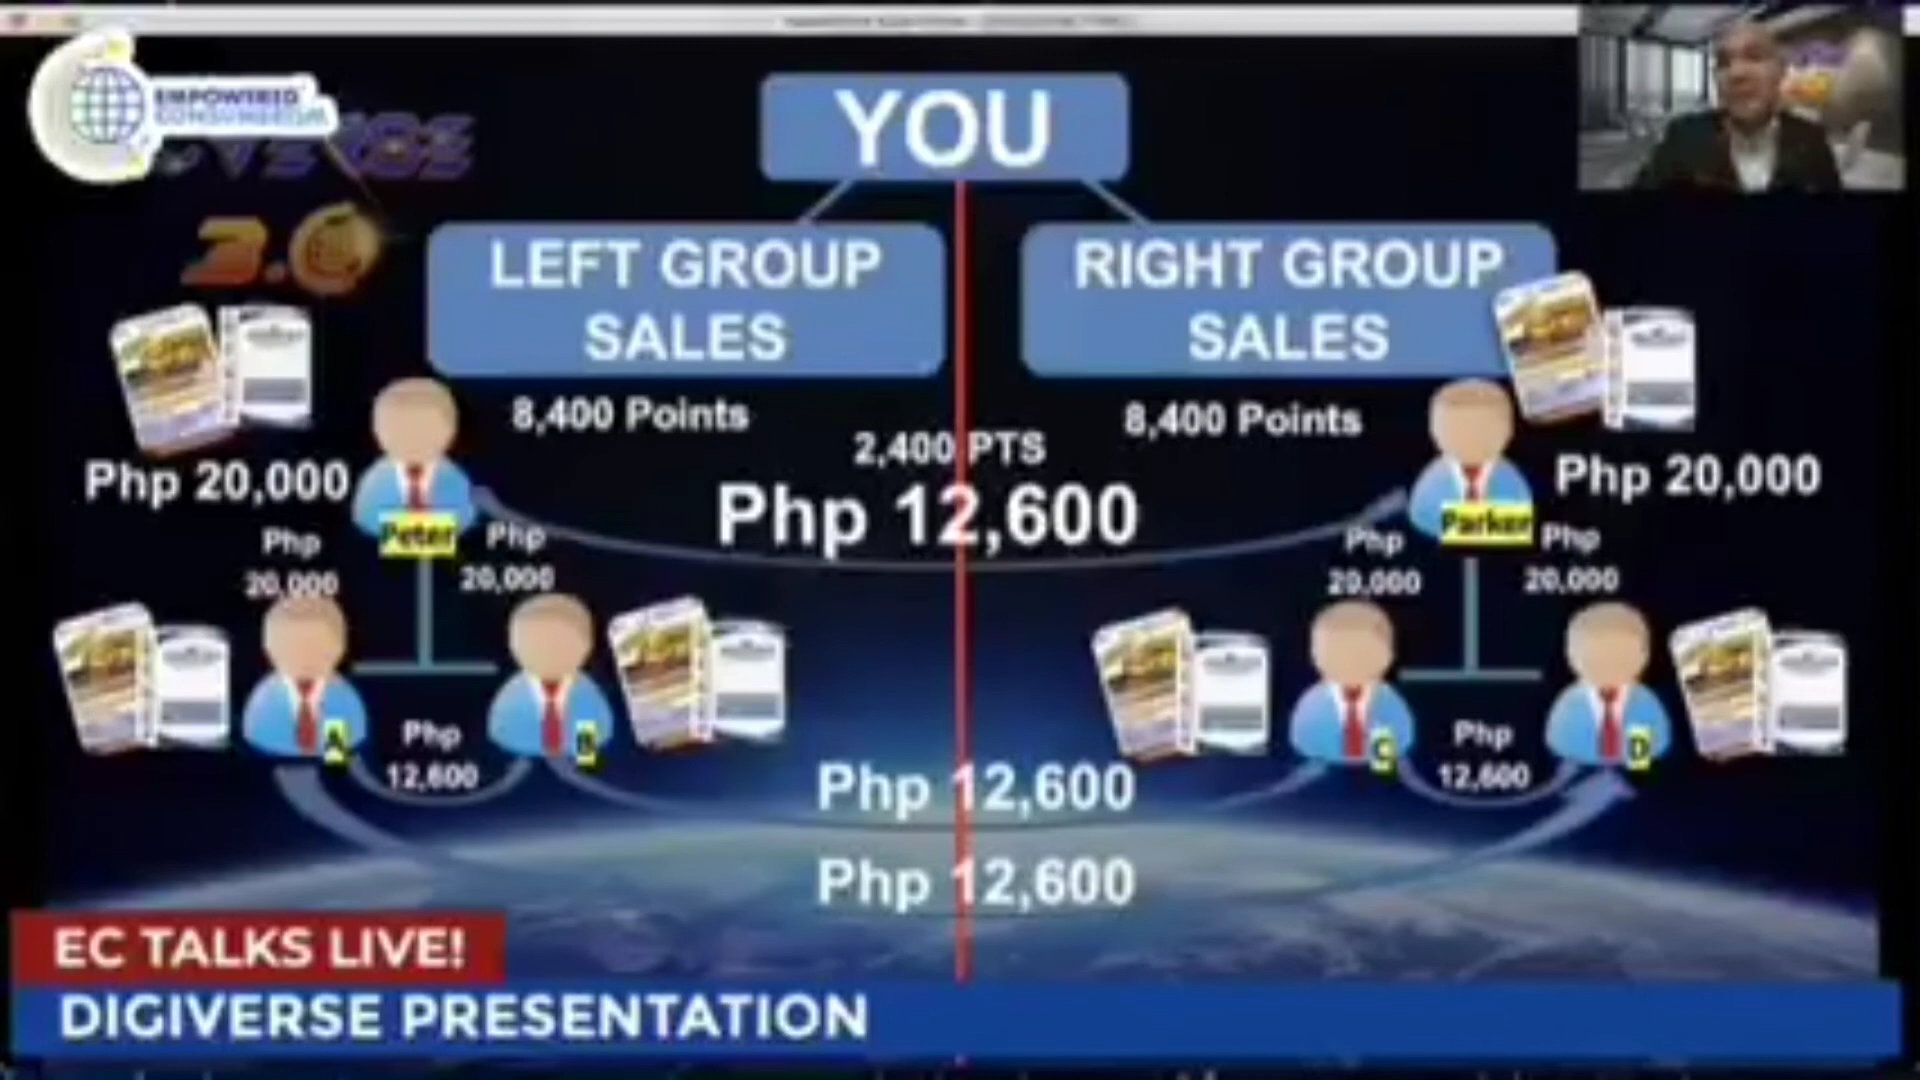 EMPOWERED
CONSUMERISM
YOU
LEFT GROUP
SALES
RIGHT GROUP
SALES
8,400 Points
8,400 Points
2,400 PTS
Php 12,600
Php 20,000
Php 20,000
Peter
Parker
Php
20,000
Php
20,000
Php
20,000
Php
20,000
A
B
C
D
Php
12,600
Php
12,600
Php 12,600
Php 12,600
EC TALKS LIVE!
DIGIVERSE PRESENTATION